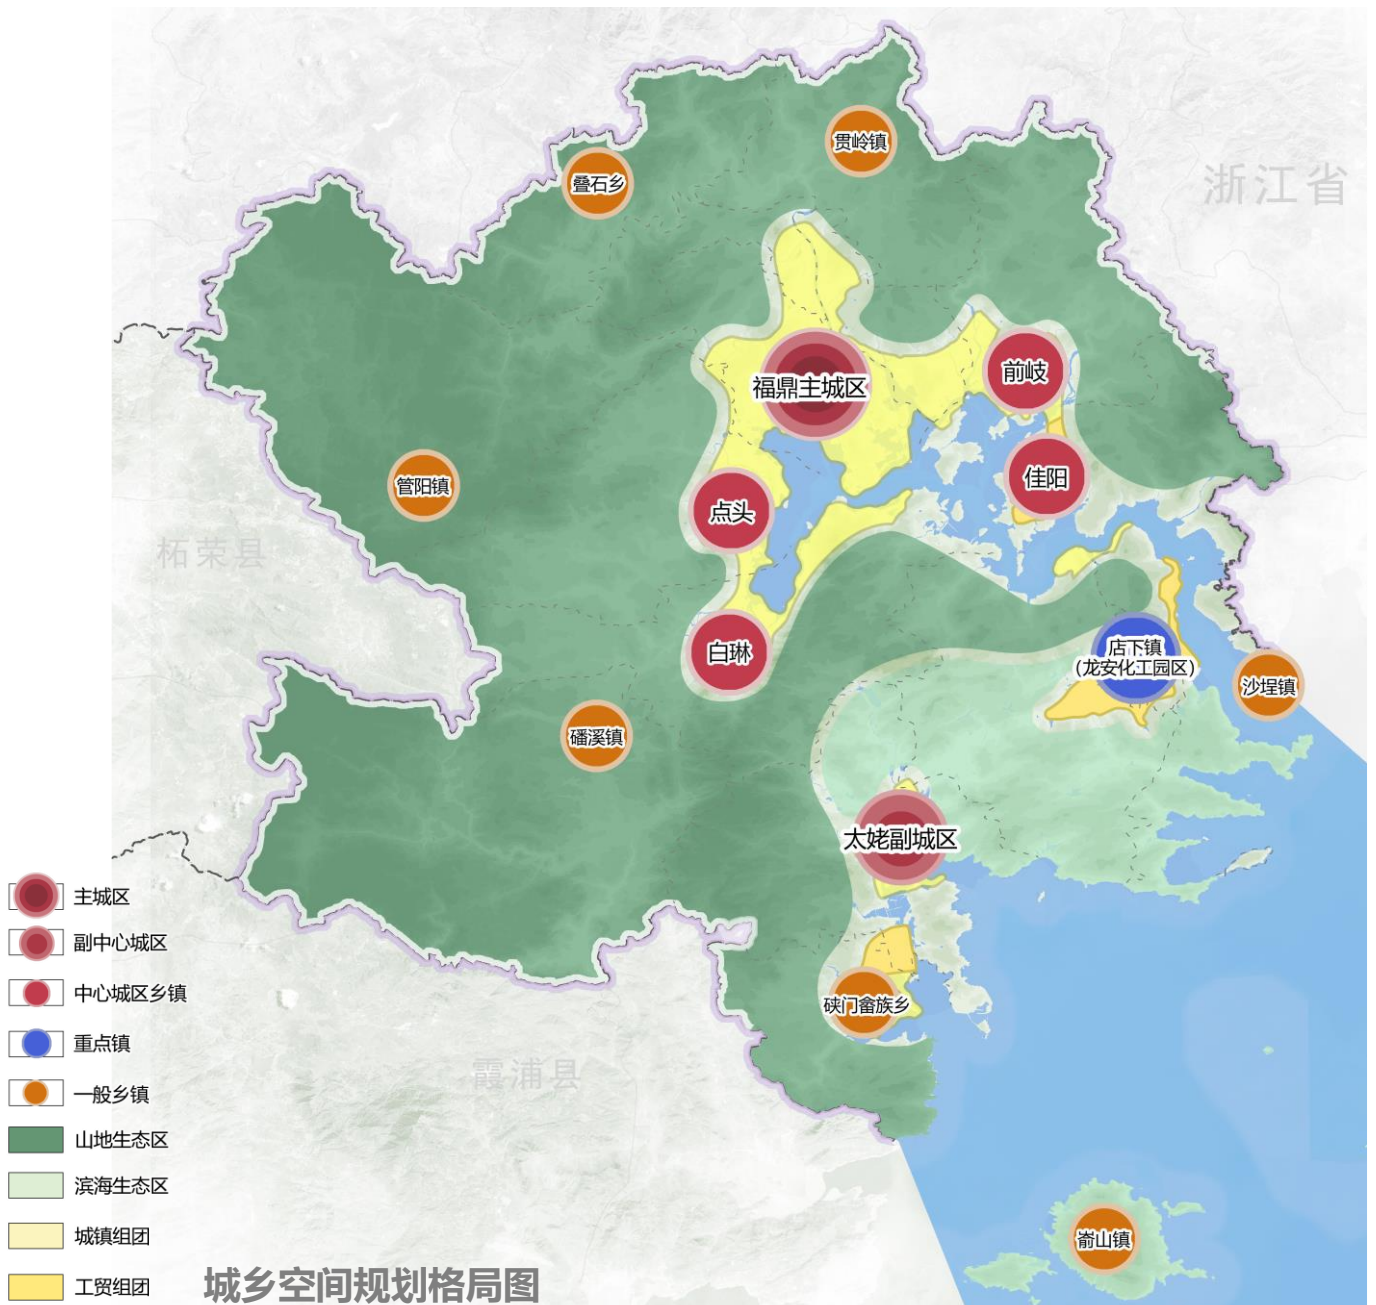 贯岭镇
叠石乡
浙江省
前岐
福鼎主城区
佳阳
管阳镇
点头
柘荣县
店下镇
(龙安化工园区)
白琳
沙埕镇
磻溪镇
太姥副城区
硖门畲族乡
霞浦县
嵛山镇
主城区
副中心城区
中心城区乡镇
重点镇
一般乡镇
山地生态区
滨海生态区
城镇组团
工贸组团
城乡空间规划格局图